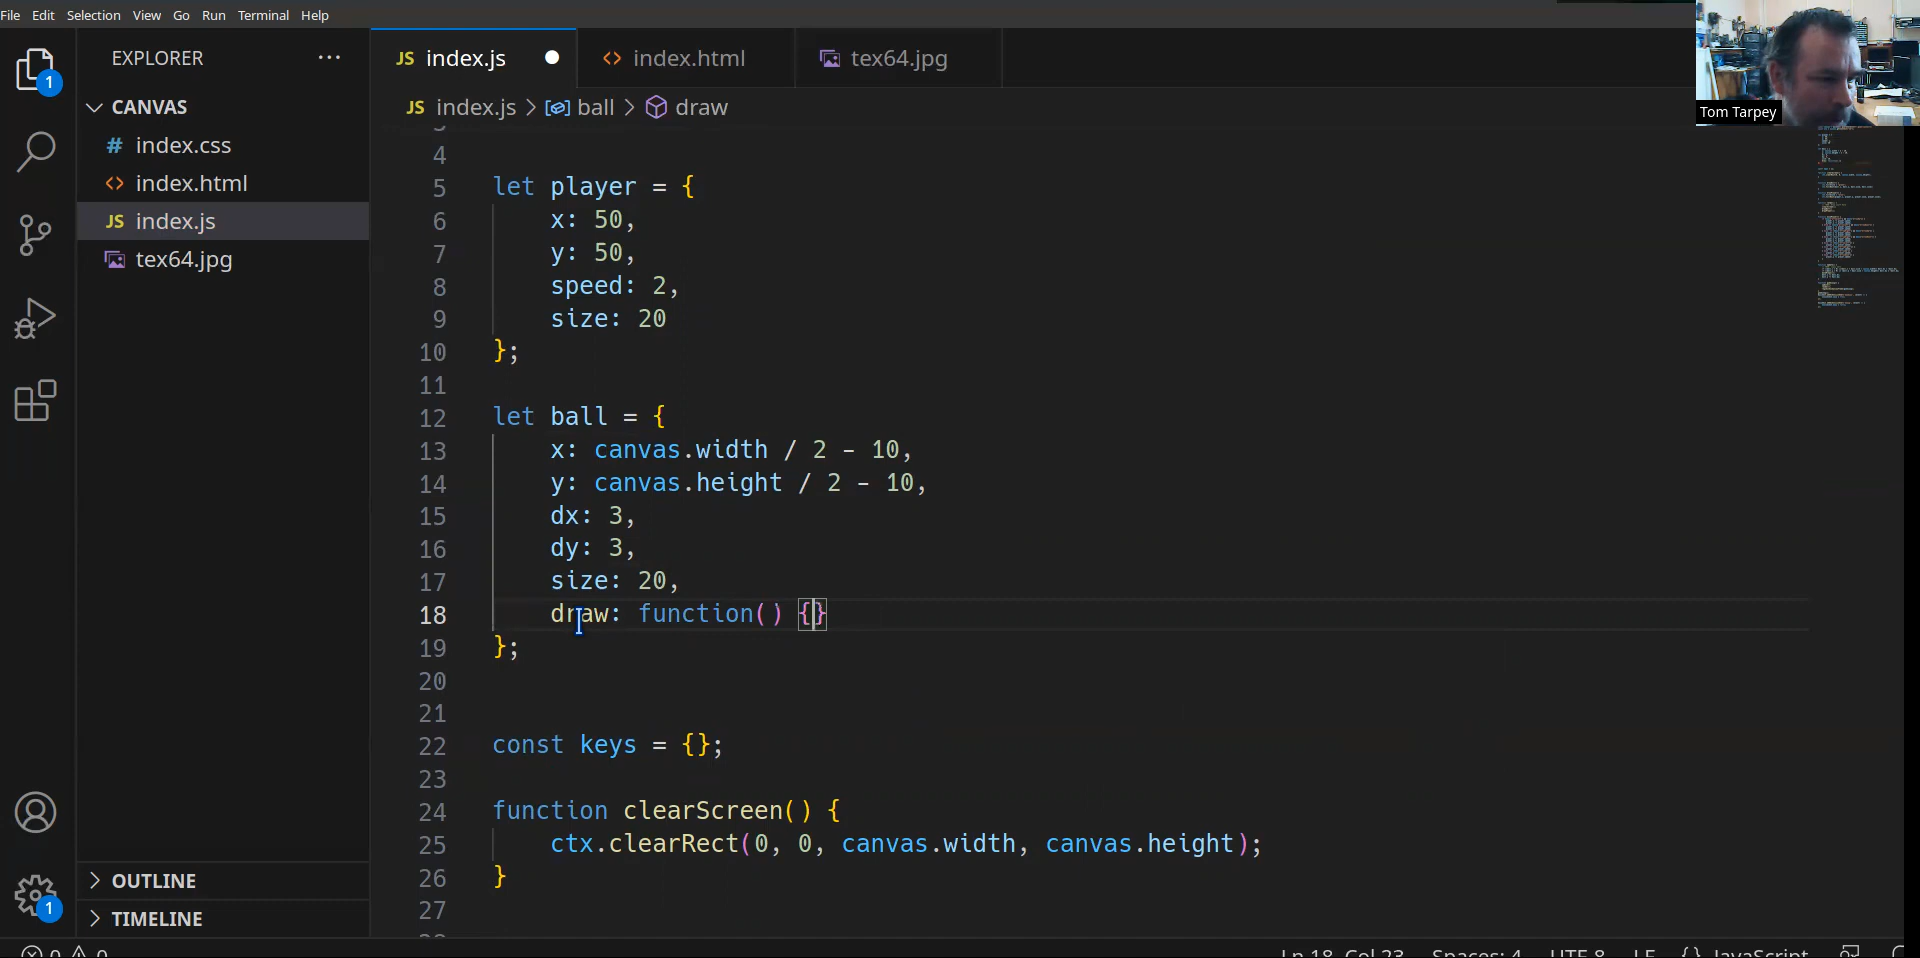 File Edit Selection View Go Run Terminal Help
1
EXPLORER ···
CANVAS
# index.css
<> index.html
JS index.js
tex64.jpg
OUTLINE
TIMELINE
1
JS index.js
<> index.html
tex64.jpg
JS index.js > ball > draw
Tom Tarpey
4
5 let player = {
6 x: 50,
7 y: 50,
8 speed: 2,
9 size: 20
10 };
11
12 let ball = {
13 x: canvas.width / 2 - 10,
14 y: canvas.height / 2 - 10,
15 dx: 3,
16 dy: 3,
17 size: 20,
18 draw: function() {}
19 };
20
21
22 const keys = {};
23
24 function clearScreen() {
25 ctx.clearRect(0, 0, canvas.width, canvas.height);
26 }
27
0 0 Ln 18, Col 23 Spaces: 4 UTF-8 LF {} JavaScript